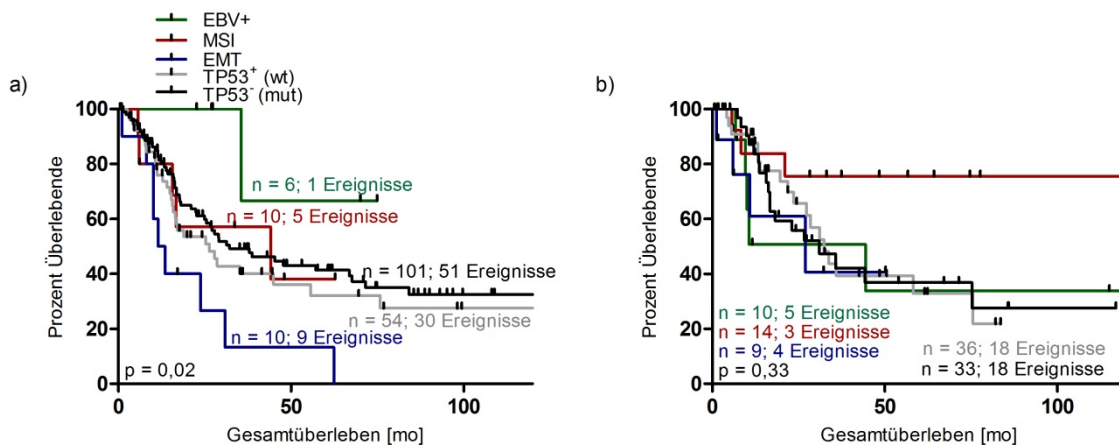 EBV+
MSI
EMT
TP53⁺ (wt)
TP53⁻ (mut)
a)
Prozent Überlebende
100
80
60
40
20
0
n = 6; 1 Ereignisse
n = 10; 5 Ereignisse
n = 101; 51 Ereignisse
n = 54; 30 Ereignisse
n = 10; 9 Ereignisse
p = 0,02
0 50 100
Gesamtüberleben [mo]
b)
Prozent Überlebende
100
80
60
40
20
0
n = 10; 5 Ereignisse
n = 14; 3 Ereignisse
n = 9; 4 Ereignisse
p = 0,33
n = 36; 18 Ereignisse
n = 33; 18 Ereignisse
0 50 100
Gesamtüberleben [mo]